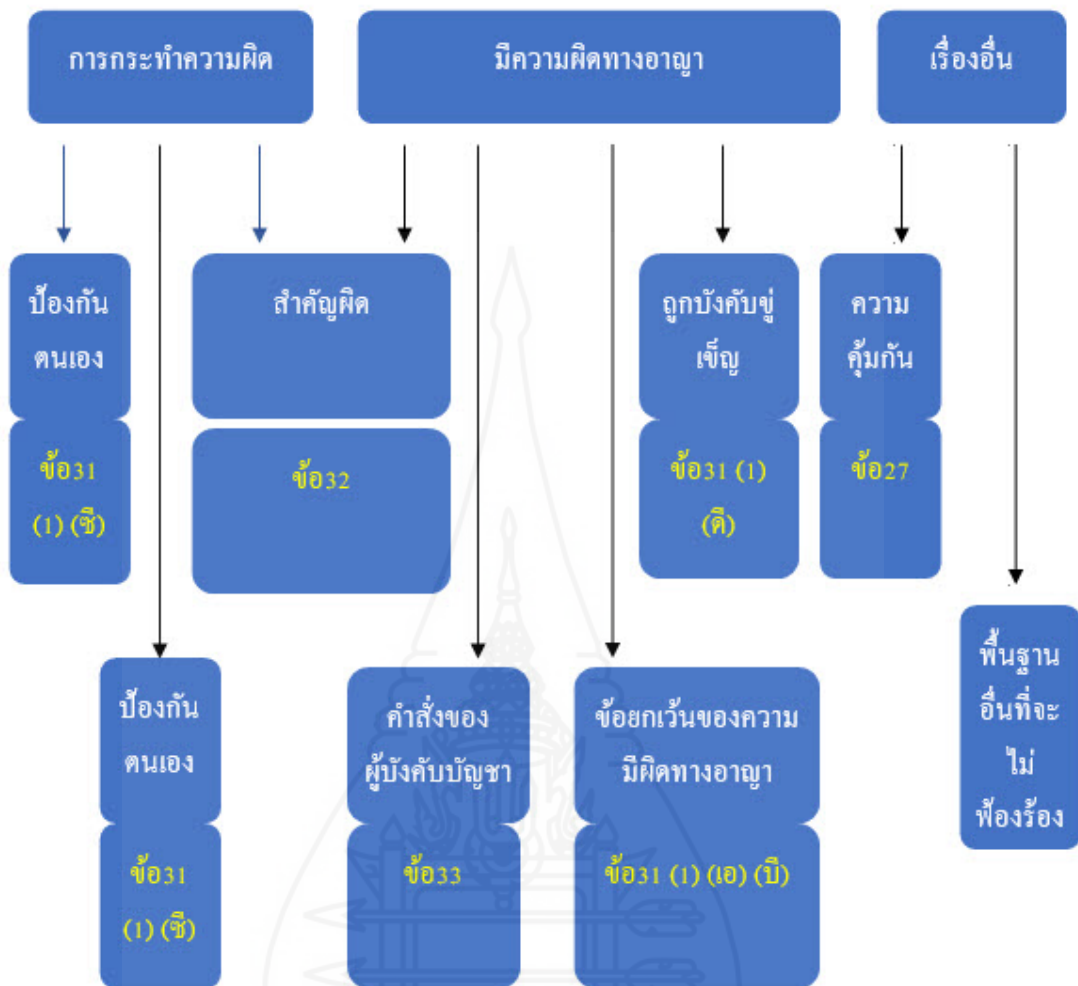 การกระทำความผิด
มีความผิดทางอาญา
เรื่องอื่น
ป้องกัน
ตนเอง
ข้อ31
(1) (ซี)
สำคัญผิด
ข้อ32
ถูกบังคับขู่
เข็ญ
ข้อ31 (1)
(ดี)
ความ
คุ้มกัน
ข้อ27
ป้องกัน
ตนเอง
ข้อ31
(1) (ซี)
คำสั่งของ
ผู้บังคับบัญชา
ข้อ33
ข้อยกเว้นของความ
มีผิดทางอาญา
ข้อ31 (1) (เอ) (บี)
พื้นฐาน
อื่นที่จะ
ไม่
ฟ้องร้อง